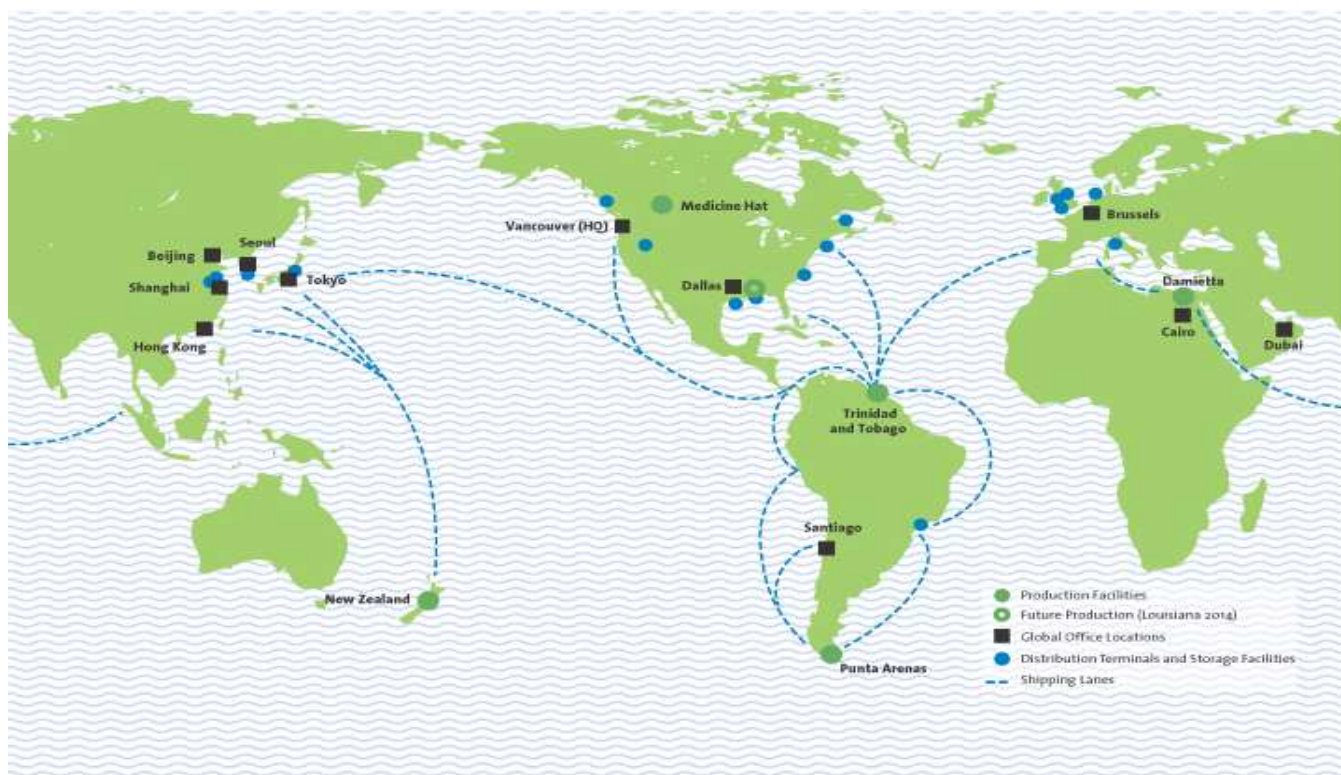 Medicine Hat
Vancouver (HQ)
Brussels
Seoul
Beijing
Tokyo
Shanghai
Dallas
Damietta
Cairo
Hong Kong
Dubai
Trinidad
and Tobago
Santiago
New Zealand
Punta Arenas
Production Facilities
Future Production (Louisiana 2014)
Global Office Locations
Distribution Terminals and Storage Facilities
Shipping Lanes